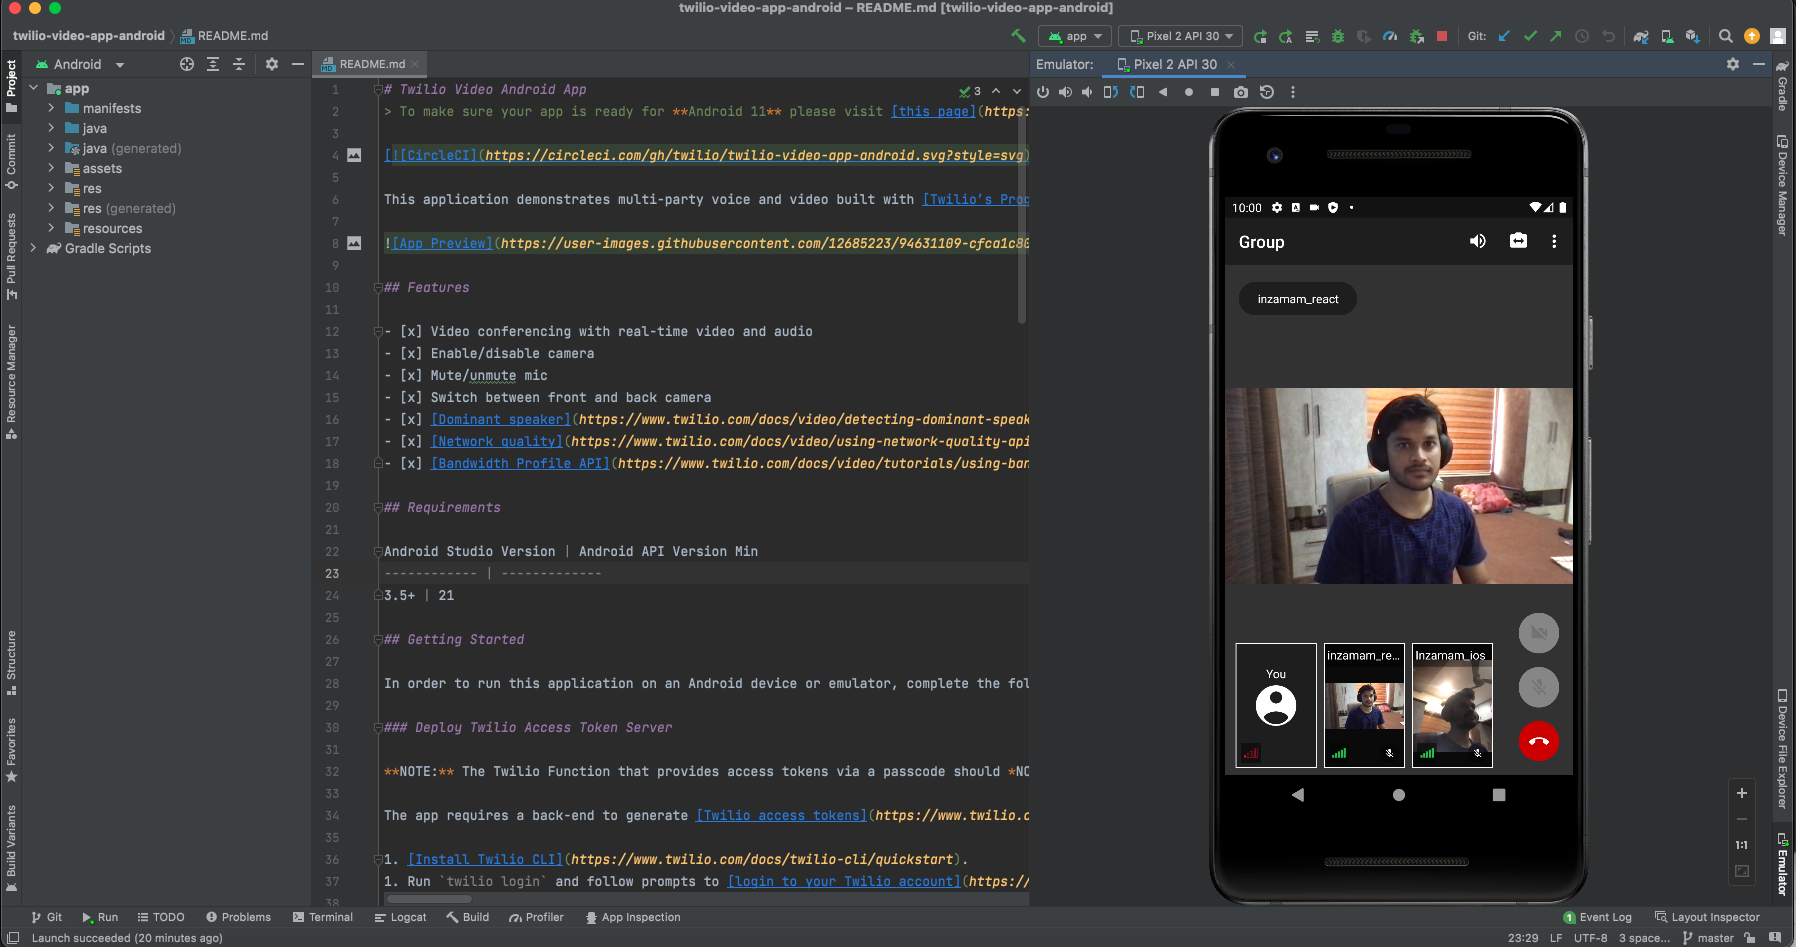 twilio-video-app-android – README.md [twilio-video-app-android]
twilio-video-app-android
README.md
app
Pixel 2 API 30
Git:
Project
Commit
Pull Requests
Resource Manager
Structure
Favorites
Build Variants
Android
app
manifests
java
java (generated)
assets
res
res (generated)
resources
Gradle Scripts
README.md
3
1 # Twilio Video Android App
2 > To make sure your app is ready for **Android 11** please visit [this page](https:
3
4 [![CircleCI](https://circleci.com/gh/twilio/twilio-video-app-android.svg?style=svg)
5
6 This application demonstrates multi-party voice and video built with [Twilio's Prog
7
8 ![App Preview](https://user-images.githubusercontent.com/12685223/94631109-cfca1c80
9
10 ## Features
11
12 - [x] Video conferencing with real-time video and audio
13 - [x] Enable/disable camera
14 - [x] Mute/unmute mic
15 - [x] Switch between front and back camera
16 - [x] [Dominant speaker](https://www.twilio.com/docs/video/detecting-dominant-speak
17 - [x] [Network quality](https://www.twilio.com/docs/video/using-network-quality-api
18 - [x] [Bandwidth Profile API](https://www.twilio.com/docs/video/tutorials/using-ban
19
20 ## Requirements
21
22 Android Studio Version | Android API Version Min
23 ------------ | -------------
24 3.5+ | 21
25
26 ## Getting Started
27
28 In order to run this application on an Android device or emulator, complete the fol
29
30 ### Deploy Twilio Access Token Server
31
32 **NOTE:** The Twilio Function that provides access tokens via a passcode should *NO
33
34 The app requires a back-end to generate [Twilio access tokens](https://www.twilio.c
35
36 1. [Install Twilio CLI](https://www.twilio.com/docs/twilio-cli/quickstart).
37 1. Run `twilio login` and follow prompts to [login to your Twilio account](https://
38
Emulator:
Pixel 2 API 30
10:00
Group
inzamam_react
You
inzamam_re...
Inzamam_ios
1:1
Gradle
Device Manager
Device File Explorer
Emulator
Git
Run
TODO
Problems
Terminal
Logcat
Build
Profiler
App Inspection
1 Event Log
Layout Inspector
Launch succeeded (20 minutes ago)
23:29
LF
UTF-8
3 space...
master